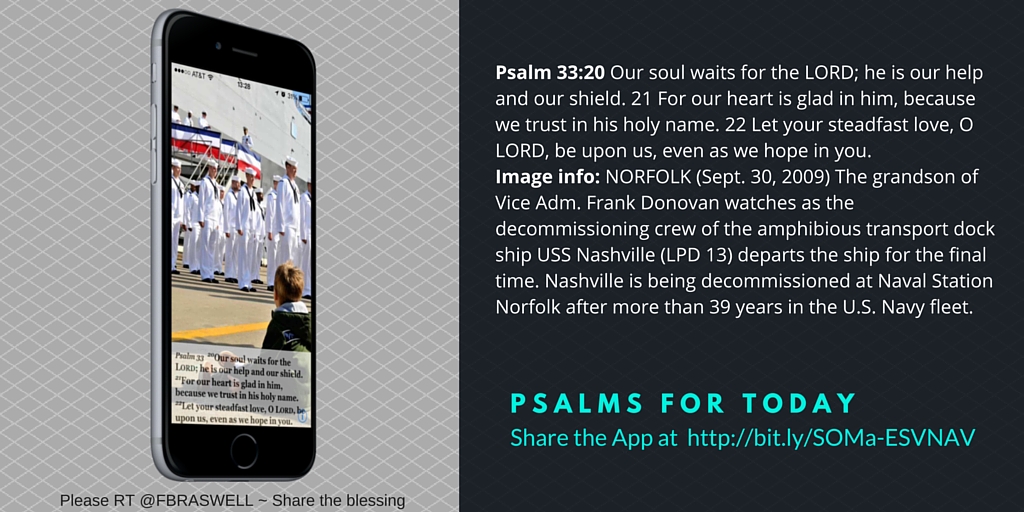 ●●●○○ AT&T
13:28
Psalm 33 20Our soul waits for the
LORD; he is our help and our shield.
21For our heart is glad in him,
because we trust in his holy name.
22Let your steadfast love, O LORD, be
upon us, even as we hope in you.
Please RT @FBRASWELL ~ Share the blessing
Psalm 33:20 Our soul waits for the LORD; he is our help
and our shield. 21 For our heart is glad in him, because
we trust in his holy name. 22 Let your steadfast love, O
LORD, be upon us, even as we hope in you.
Image info: NORFOLK (Sept. 30, 2009) The grandson of
Vice Adm. Frank Donovan watches as the
decommissioning crew of the amphibious transport dock
ship USS Nashville (LPD 13) departs the ship for the final
time. Nashville is being decommissioned at Naval Station
Norfolk after more than 39 years in the U.S. Navy fleet.
PSALMS FOR TODAY
Share the App at http://bit.ly/SOMa-ESVNAV